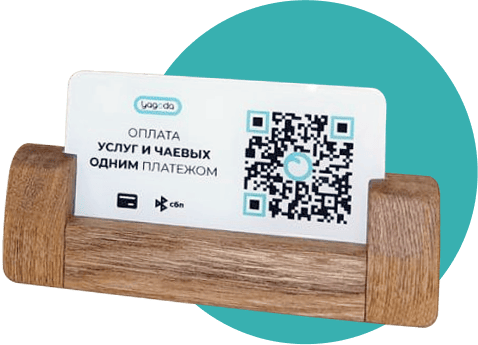 yagoda
ОПЛАТА
УСЛУГ И ЧАЕВЫХ
ОДНИМ ПЛАТЕЖОМ
сбп